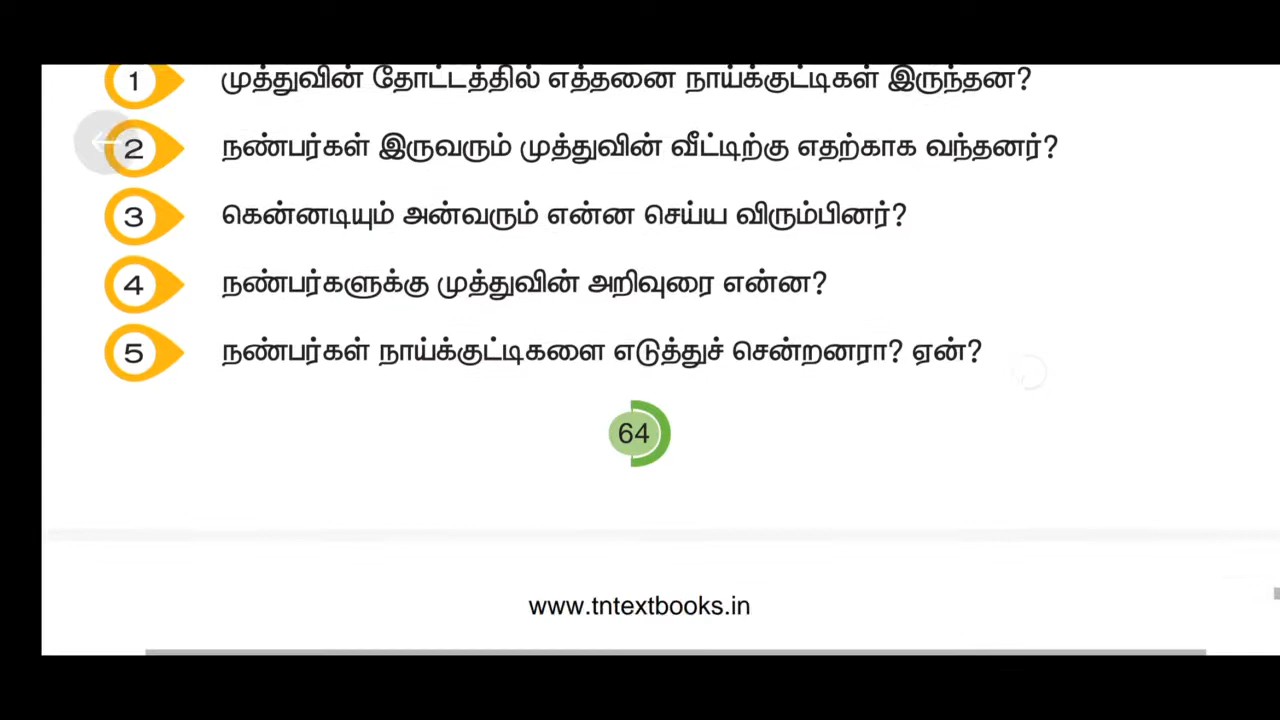 1 முத்துவின் தோட்டத்தில் எத்தனை நாய்க்குட்டிகள் இருந்தன?
2 நண்பர்கள் இருவரும் முத்துவின் வீட்டிற்கு எதற்காக வந்தனர்?
3 கென்னடியும் அன்வரும் என்ன செய்ய விரும்பினர்?
4 நண்பர்களுக்கு முத்துவின் அறிவுரை என்ன?
5 நண்பர்கள் நாய்க்குட்டிகளை எடுத்துச் சென்றனரா? ஏன்?
64
www.tntextbooks.in